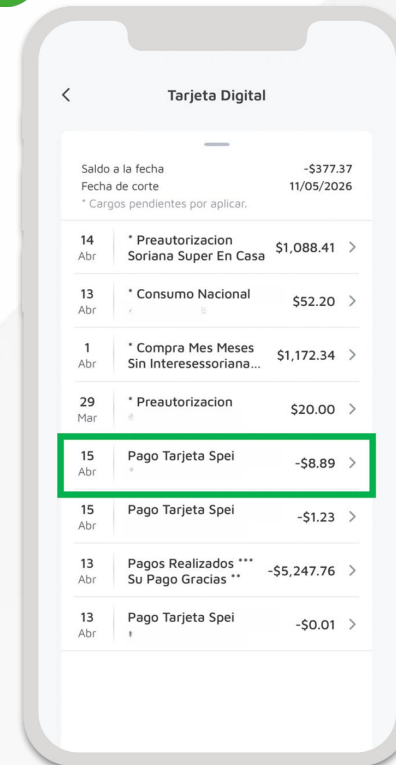 Tarjeta Digital
Saldo a la fecha -$377.37
Fecha de corte 11/05/2026
* Cargos pendientes por aplicar.
14 * Preautorizacion $1,088.41
Abr Soriana Super En Casa
13 * Consumo Nacional $52.20
Abr
1 * Compra Mes Meses $1,172.34
Abr Sin Interesessoriana...
29 * Preautorizacion $20.00
Mar
15 Pago Tarjeta Spei -$8.89
Abr
15 Pago Tarjeta Spei -$1.23
Abr
13 Pagos Realizados *** -$5,247.76
Abr Su Pago Gracias **
13 Pago Tarjeta Spei -$0.01
Abr